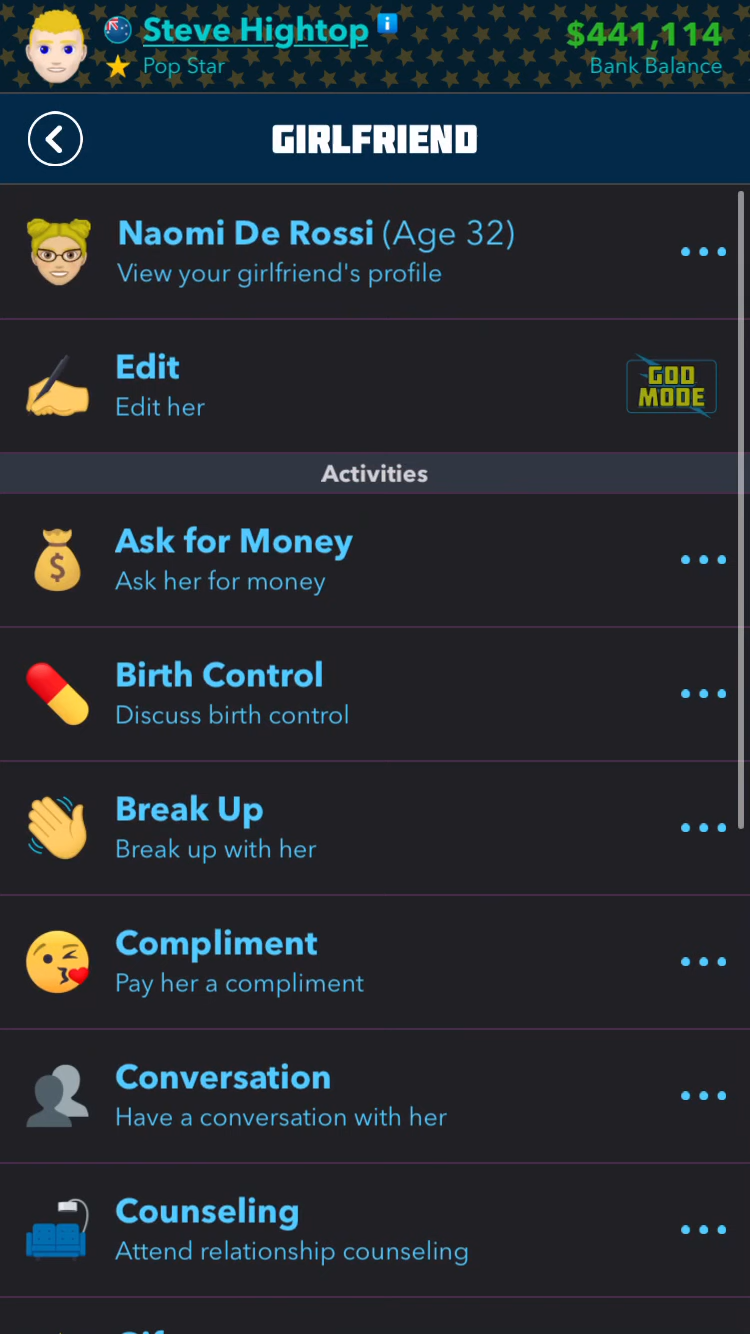 Steve Hightop i
$441,114
Pop Star
Bank Balance
GIRLFRIEND
Naomi De Rossi (Age 32)
View your girlfriend's profile
Edit
Edit her
GOD
MODE
Activities
Ask for Money
Ask her for money
Birth Control
Discuss birth control
Break Up
Break up with her
Compliment
Pay her a compliment
Conversation
Have a conversation with her
Counseling
Attend relationship counseling